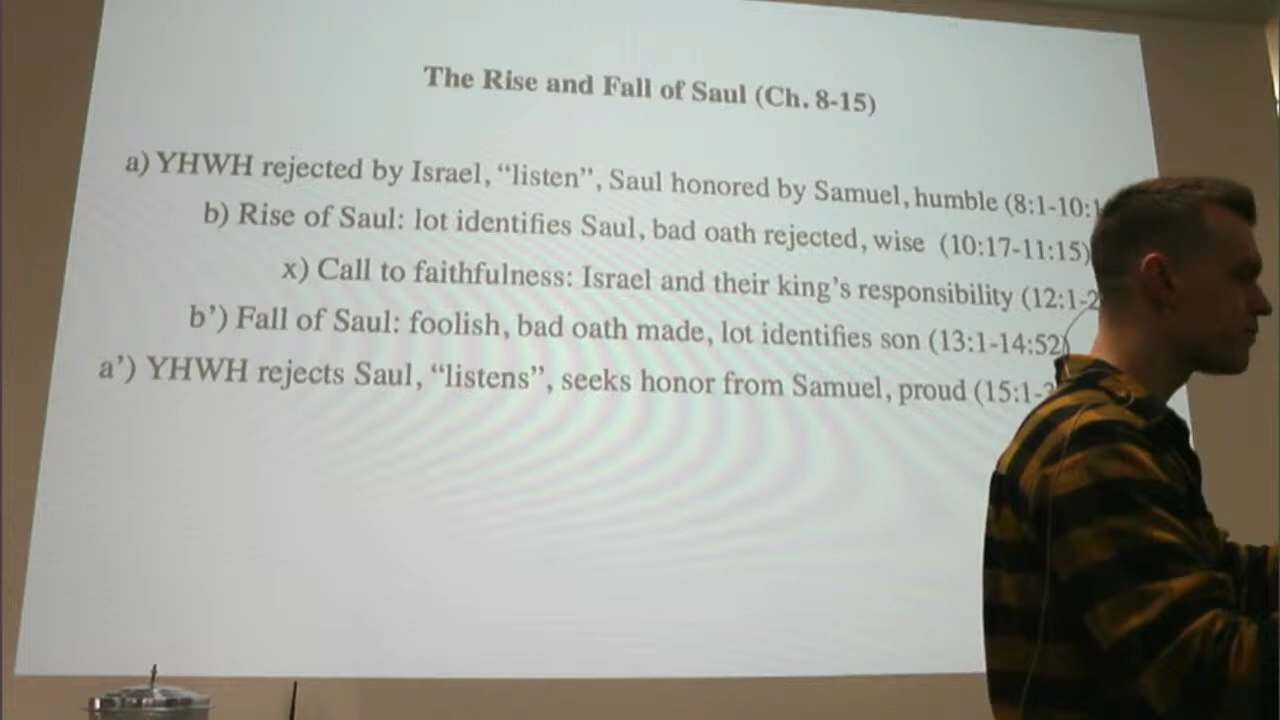 The Rise and Fall of Saul (Ch. 8-15)
a) YHWH rejected by Israel, “listen”, Saul honored by Samuel, humble (8:1-10:1
b) Rise of Saul: lot identifies Saul, bad oath rejected, wise (10:17-11:15)
x) Call to faithfulness: Israel and their king’s responsibility (12:1-2
b’) Fall of Saul: foolish, bad oath made, lot identifies son (13:1-14:52)
a’) YHWH rejects Saul, “listens”, seeks honor from Samuel, proud (15:1-3